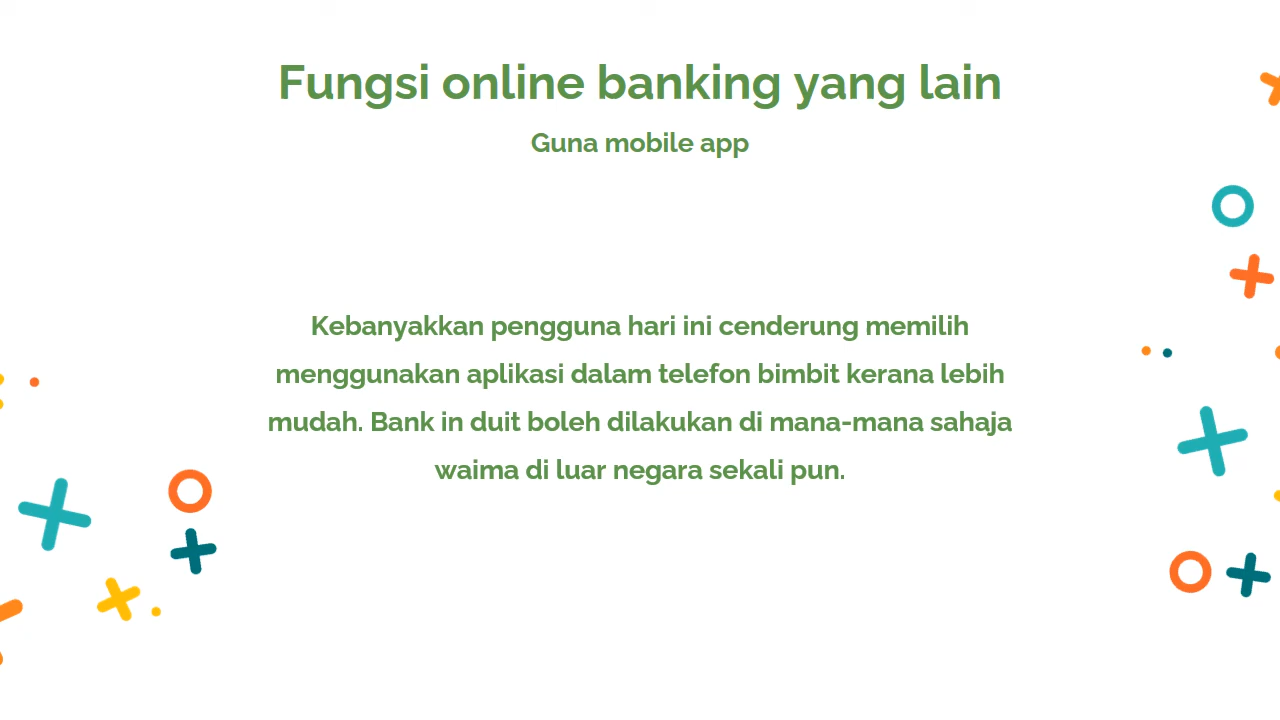 Fungsi online banking yang lain
Guna mobile app
Kebanyakkan pengguna hari ini cenderung memilih
menggunakan aplikasi dalam telefon bimbit kerana lebih
mudah. Bank in duit boleh dilakukan di mana-mana sahaja
waima di luar negara sekali pun.